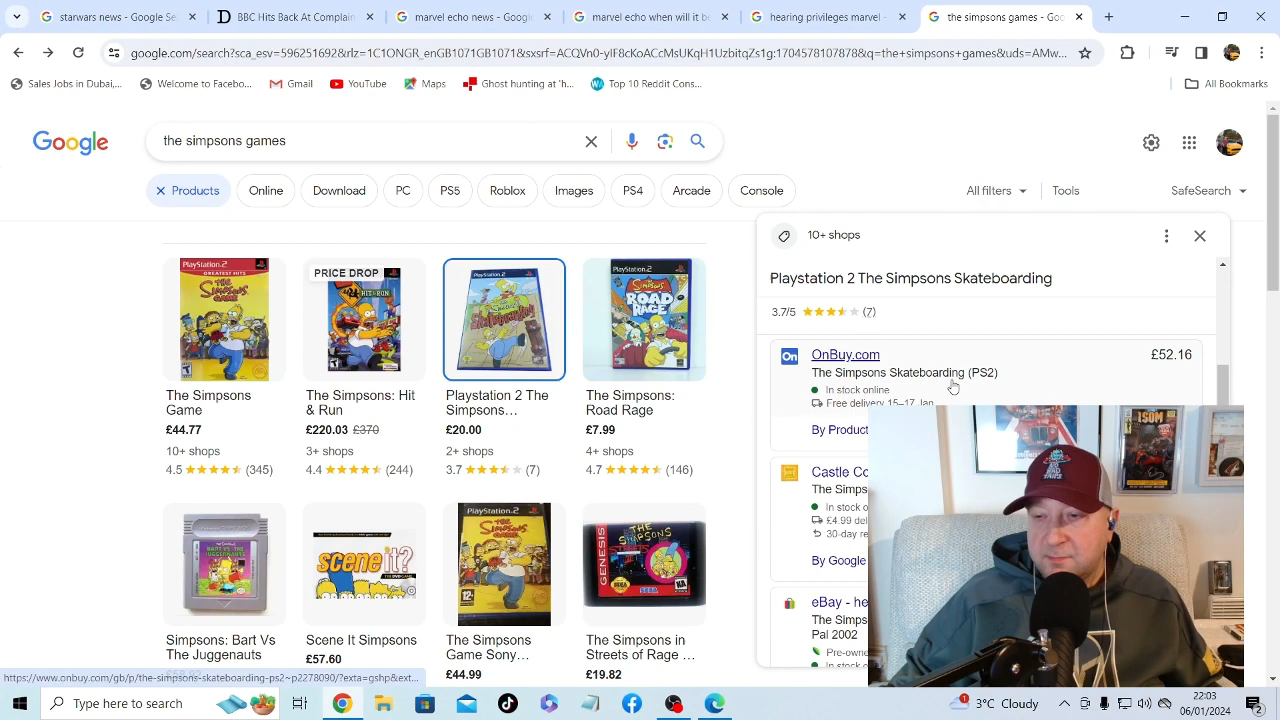 starvel news - Googl
BBC Hits Back At Complain
marvel news - Google
marvel echo when will it be
hearing privileges marvel -
the simpsons games - Goo
google.com/search?sca_esv=596251692&rlz=1C1ONGR_enGB1071GB1071&sxsrf=ACQVn0-yIF8cKoACcMsUKqH1UzbitqZs1g:1704578107878&q=the+simpsons+games&uds=AMw...
Sales Jobs in Dubai,...
Welcome to Facebo...
Gmail
YouTube
Maps
Ghost hunting at 'h...
Top 10 Reddit Cons...
All Bookmarks
Google
the simpsons games
Products
Online
Download
PC
PS5
Roblox
Images
PS4
Arcade
Console
All filters
Tools
SafeSearch
PRICE DROP
The Simpsons Game
£44.77
10+ shops
4.5 (345)
The Simpsons: Hit & Run
£220.03 £370
3+ shops
4.4 (244)
Playstation 2 The Simpsons...
£20.00
2+ shops
3.7 (7)
The Simpsons: Road Rage
£7.99
4+ shops
4.7 (146)
Simpsons: Bart Vs The Juggenauts
Scene It Simpsons
£57.60
The Simpsons Game Sony...
£44.99
The Simpsons in Streets of Rage ...
£19.82
10+ shops
Playstation 2 The Simpsons Skateboarding
3.7/5 (7)
OnBuy.com
£52.16
The Simpsons Skateboarding (PS2)
In stock online
Free delivery 15–17 Jan
By Product
Castle Co
The Simps
In stock o
£4.99 del
30-day re
By Google
eBay - he
The Simps
Pal 2002
Pre-owne
In stock o
ISOM
https://www.onbuy.com/gb/p/the-simpsons-skateboarding-ps2~p2278090/?exta=gshp&ext...
Type here to search
3°C Cloudy
22:03
06/01/2024